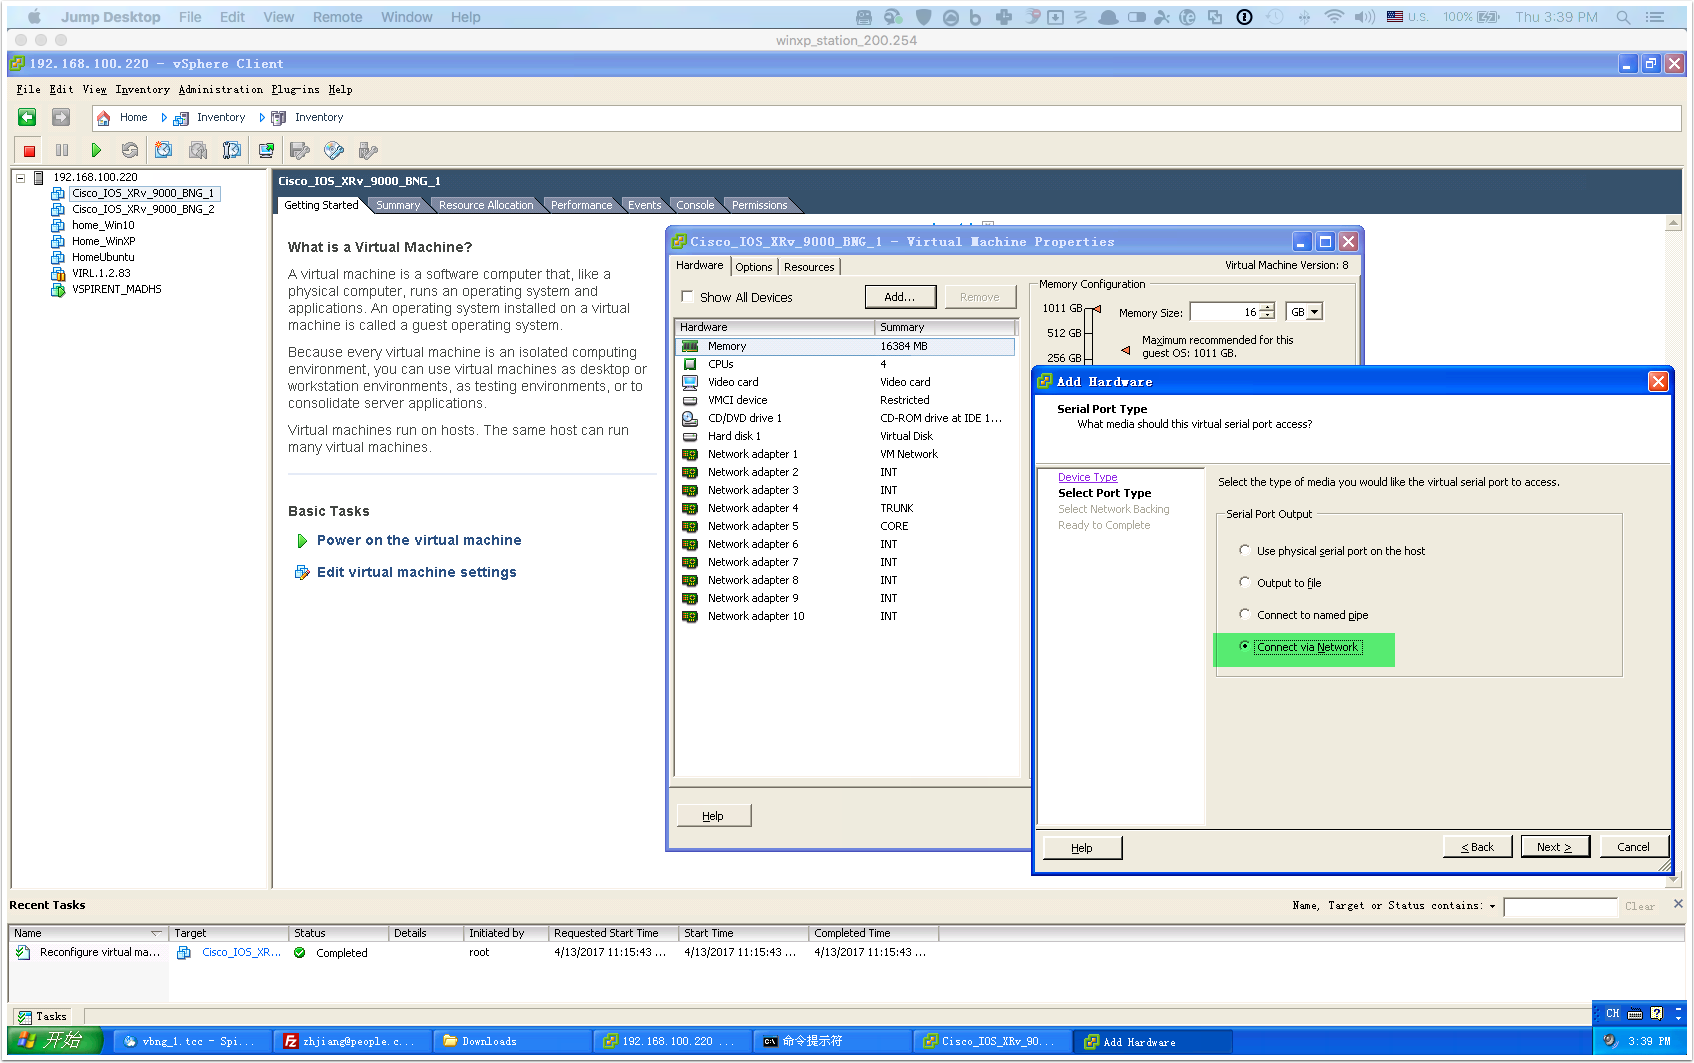 Jump Desktop File Edit View Remote Window Help U.S. 100% Thu 3:39 PM
winxp_station_200.254
192.168.100.220 - vSphere Client
File Edit View Inventory Administration Plug-ins Help
Home Inventory Inventory
192.168.100.220
Cisco_IOS_XRv_9000_BNG_1
Cisco_IOS_XRv_9000_BNG_2
home_Win10
Home_WinXP
HomeUbuntu
VIRL.1.2.83
VSPIRENT_MADHS
Cisco_IOS_XRv_9000_BNG_1
Getting Started Summary Resource Allocation Performance Events Console Permissions
What is a Virtual Machine?
A virtual machine is a software computer that, like a
physical computer, runs an operating system and
applications. An operating system installed on a virtual
machine is called a guest operating system.
Because every virtual machine is an isolated computing
environment, you can use virtual machines as desktop or
workstation environments, as testing environments, or to
consolidate server applications.
Virtual machines run on hosts. The same host can run
many virtual machines.
Basic Tasks
Power on the virtual machine
Edit virtual machine settings
Cisco_IOS_XRv_9000_BNG_1 - Virtual Machine Properties
Hardware Options Resources
Virtual Machine Version: 8
Show All Devices Add... Remove
Hardware Summary
Memory 16384 MB
CPUs 4
Video card Video card
VMCI device Restricted
CD/DVD drive 1 CD-ROM drive at IDE 1...
Hard disk 1 Virtual Disk
Network adapter 1 VM Network
Network adapter 2 INT
Network adapter 3 INT
Network adapter 4 TRUNK
Network adapter 5 CORE
Network adapter 6 INT
Network adapter 7 INT
Network adapter 8 INT
Network adapter 9 INT
Network adapter 10 INT
Help
Memory Configuration
1011 GB
512 GB
256 GB
Memory Size: 16 GB
Maximum recommended for this
guest OS: 1011 GB.
Add Hardware
Serial Port Type
What media should this virtual serial port access?
Device Type
Select Port Type
Select Network Backing
Ready to Complete
Select the type of media you would like the virtual serial port to access.
Serial Port Output
Use physical serial port on the host
Output to file
Connect to named pipe
Connect via Network
Help < Back Next > Cancel
Recent Tasks
Name, Target or Status contains: Clear
Name Target Status Details Initiated by Requested Start Time Start Time Completed Time
Reconfigure virtual ma... Cisco_IOS_XR... Completed root 4/13/2017 11:15:43 ... 4/13/2017 11:15:43 ... 4/13/2017 11:15:43 ...
Tasks
CH
开始 vbng_1.tcc - Spi... zhjiang@people.c... Downloads 192.168.100.220 ... 命令提示符 Cisco_IOS_XRv_90... Add Hardware 3:39 PM